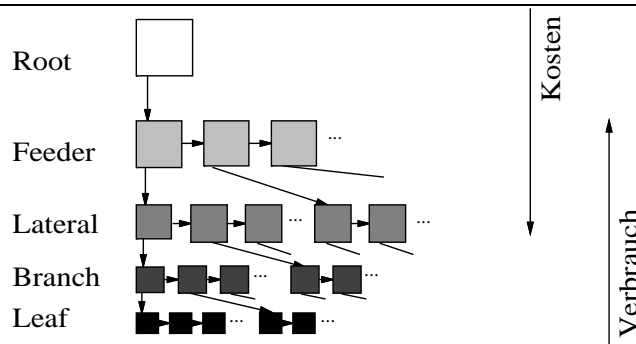 Root
Feeder
...
Lateral
...
...
Branch
...
...
Leaf
...
...
Kosten
Verbrauch